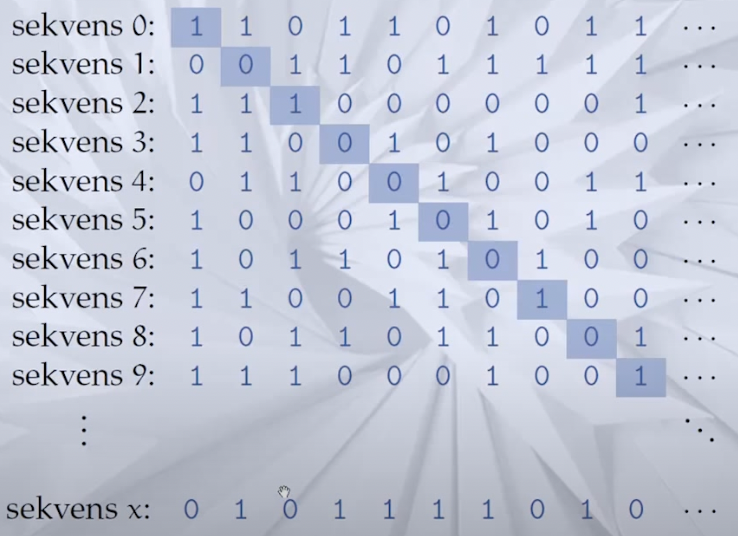 sekvens 0: 1 1 0 1 1 0 1 0 1 1 ...
sekvens 1: 0 0 1 1 0 1 1 1 1 1 ...
sekvens 2: 1 1 1 0 0 0 0 0 0 1 ...
sekvens 3: 1 1 0 0 1 0 1 0 0 0 ...
sekvens 4: 0 1 1 0 0 1 0 0 1 1 ...
sekvens 5: 1 0 0 0 1 0 1 0 1 0 ...
sekvens 6: 1 0 1 1 0 1 0 1 0 0 ...
sekvens 7: 1 1 0 0 1 1 0 1 0 0 ...
sekvens 8: 1 0 1 1 0 1 1 0 0 1 ...
sekvens 9: 1 1 1 0 0 0 1 0 0 1 ...
⋮ ⋱
sekvens x: 0 1 0 1 1 1 1 0 1 0 ...